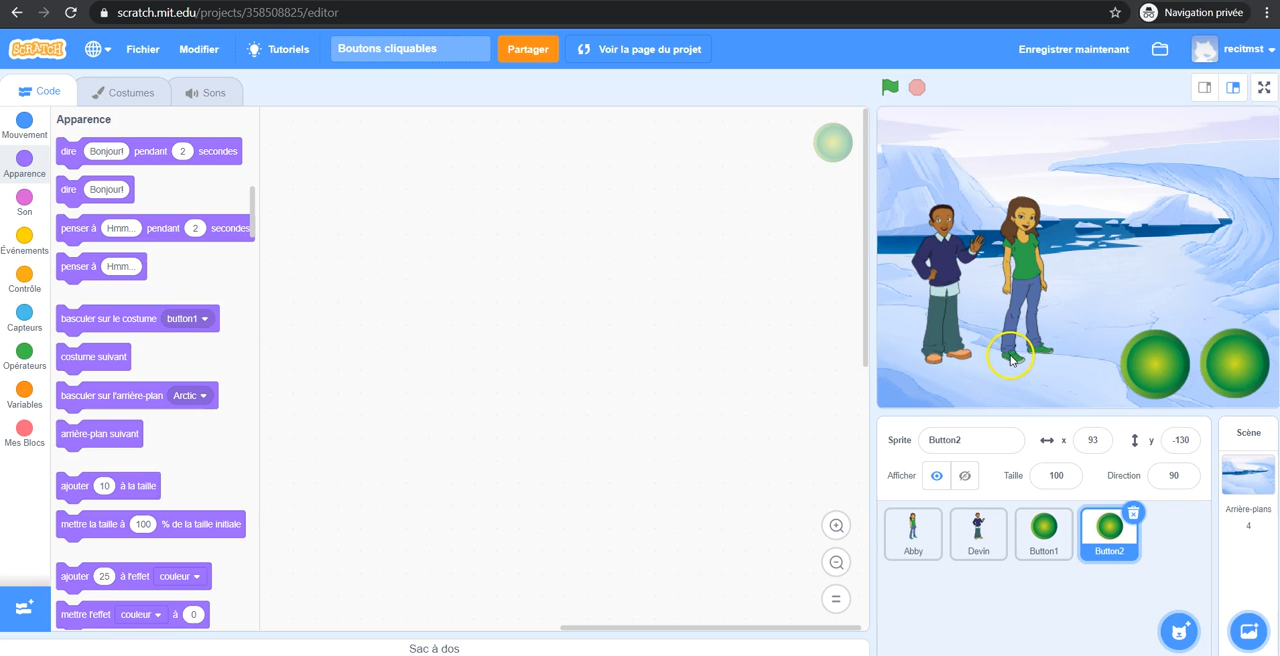 scratch.mit.edu/projects/358508825/editor
Navigation privée
SCRATCH
Fichier
Modifier
Tutoriels
Boutons cliquables
Partager
Voir la page du projet
Enregistrer maintenant
recitmst
Code
Costumes
Sons
Mouvement
Apparence
Son
Événements
Contrôle
Capteurs
Opérateurs
Variables
Mes Blocs
Apparence
dire Bonjour! pendant 2 secondes
dire Bonjour!
penser à Hmm... pendant 2 secondes
penser à Hmm...
basculer sur le costume button1
costume suivant
basculer sur l'arrière-plan Arctic
arrière-plan suivant
ajouter 10 à la taille
mettre la taille à 100 % de la taille initiale
ajouter 25 à l'effet couleur
mettre l'effet couleur à 0
Sac à dos
Sprite Button2 x 93 y -130
Afficher Taille 100 Direction 90
Abby
Devin
Button1
Button2
Scène
Arrière-plans
4